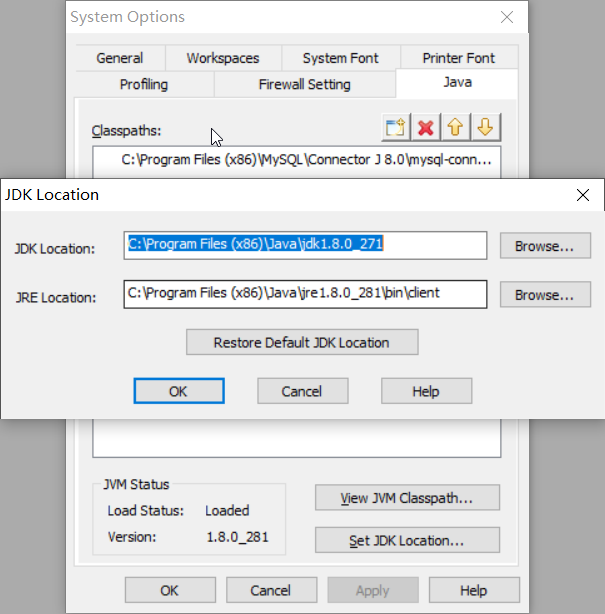 System Options
General Workspaces System Font Printer Font
Profiling Firewall Setting Java
Classpaths:
C:\Program Files (x86)\MySQL\Connector J 8.0\mysql-conn...
JDK Location
JDK Location: C:\Program Files (x86)\Java\jdk1.8.0_271 Browse...
JRE Location: C:\Program Files (x86)\Java\jre1.8.0_281\bin\client Browse...
Restore Default JDK Location
OK Cancel Help
JVM Status
Load Status: Loaded
Version: 1.8.0_281
View JVM Classpath...
Set JDK Location...
OK Cancel Apply Help